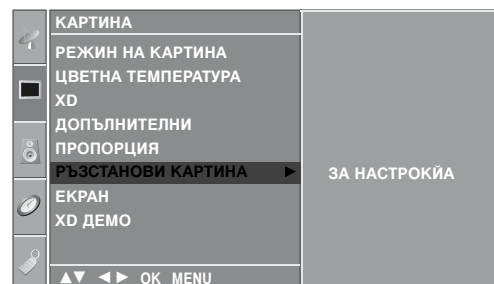 КАРТИНА
РЕЖИН НА КАРТИНА
ЦВЕТНА ТЕМПЕРАТУРА
XD
ДОПЪЛНИТЕЛНИ
ПРОПОРЦИЯ
РЪЗСТАНОВИ КАРТИНА ►
ЗА НАСТРОКЙА
ЕКРАН
XD ДЕМО
▲▼ ◄► OK MENU